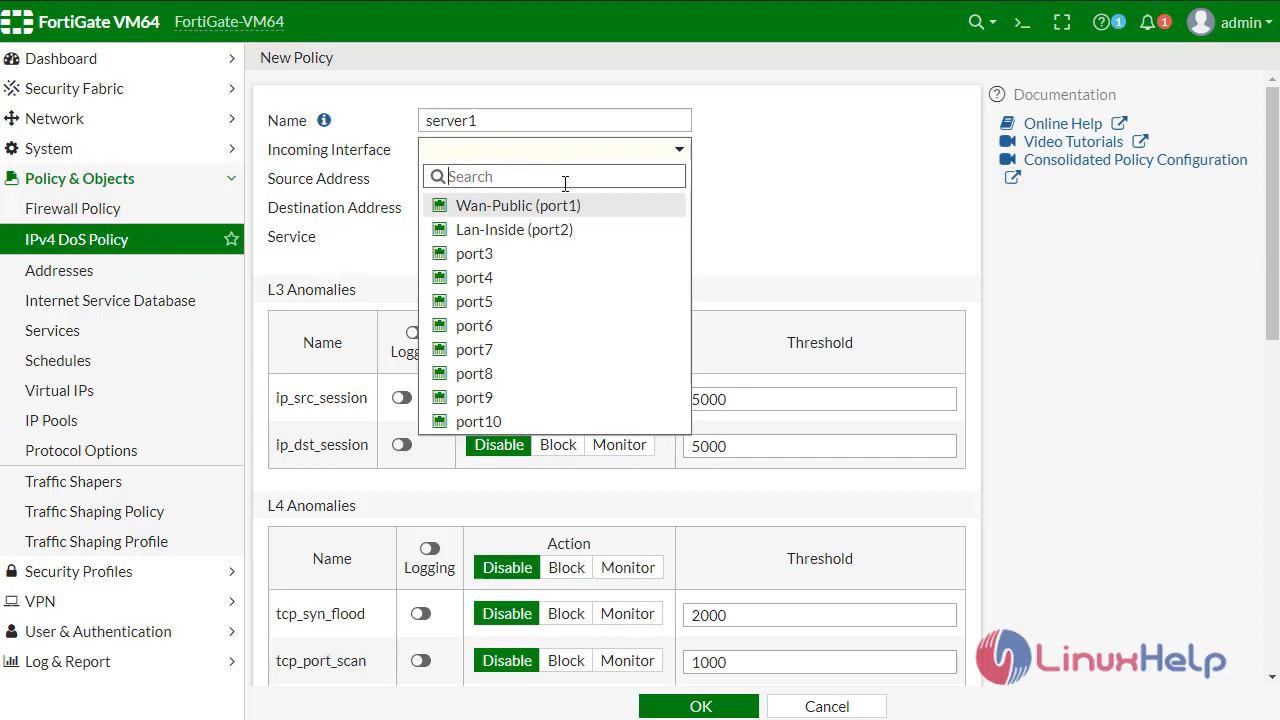 FortiGate VM64
FortiGate-VM64
1
1
admin
Dashboard
Security Fabric
Network
System
Policy & Objects
Firewall Policy
IPv4 DoS Policy
Addresses
Internet Service Database
Services
Schedules
Virtual IPs
IP Pools
Protocol Options
Traffic Shapers
Traffic Shaping Policy
Traffic Shaping Profile
Security Profiles
VPN
User & Authentication
Log & Report
New Policy
Name
server1
Incoming Interface
Source Address
Destination Address
Service
Search
Wan-Public (port1)
Lan-Inside (port2)
port3
port4
port5
port6
port7
port8
port9
port10
L3 Anomalies
Name
Logg
Threshold
ip_src_session
5000
ip_dst_session
Disable Block Monitor
5000
L4 Anomalies
Name
Logging
Action
Disable Block Monitor
Threshold
tcp_syn_flood
Disable Block Monitor
2000
tcp_port_scan
Disable Block Monitor
1000
OK
Cancel
Documentation
Online Help
Video Tutorials
Consolidated Policy Configuration
LinuxHelp